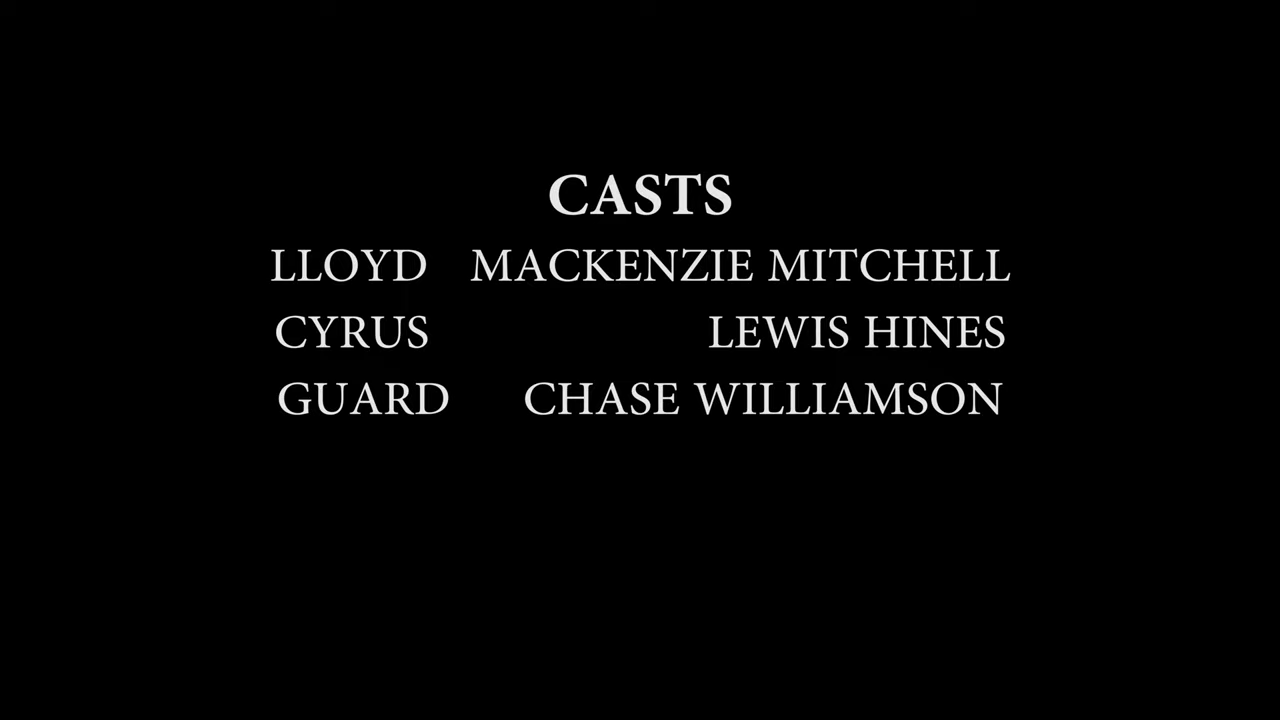 CASTS
LLOYD MACKENZIE MITCHELL
CYRUS LEWIS HINES
GUARD CHASE WILLIAMSON